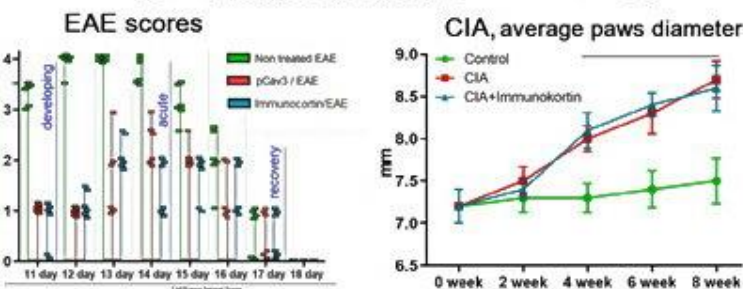 EAE scores
4
3
2
1
0
developing
acute
recovery
Non treated EAE
pCav3 / EAE
Immunocortin/EAE
11 day 12 day 13 day 14 day 15 day 16 day 17 day 18 day
CIA, average paws diameter
9.0
8.5
8.0
7.5
7.0
6.5
mm
Control
CIA
CIA+Immunokortin
0 week 2 week 4 week 6 week 8 week